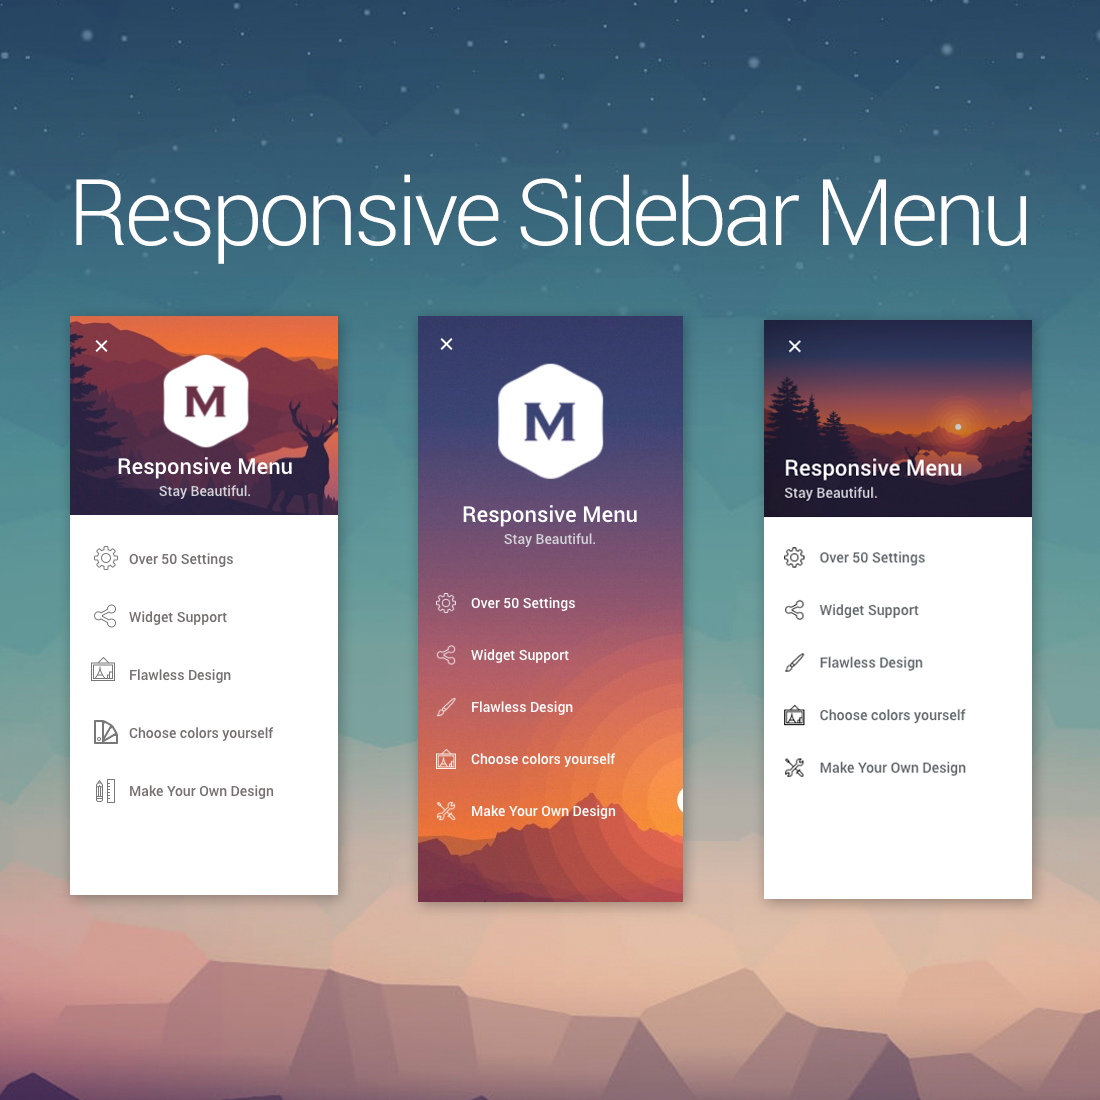 Responsive Sidebar Menu
M
Responsive Menu
Stay Beautiful.
Over 50 Settings
Widget Support
Flawless Design
Choose colors yourself
Make Your Own Design
M
Responsive Menu
Stay Beautiful.
Over 50 Settings
Widget Support
Flawless Design
Choose colors yourself
Make Your Own Design
Responsive Menu
Stay Beautiful.
Over 50 Settings
Widget Support
Flawless Design
Choose colors yourself
Make Your Own Design